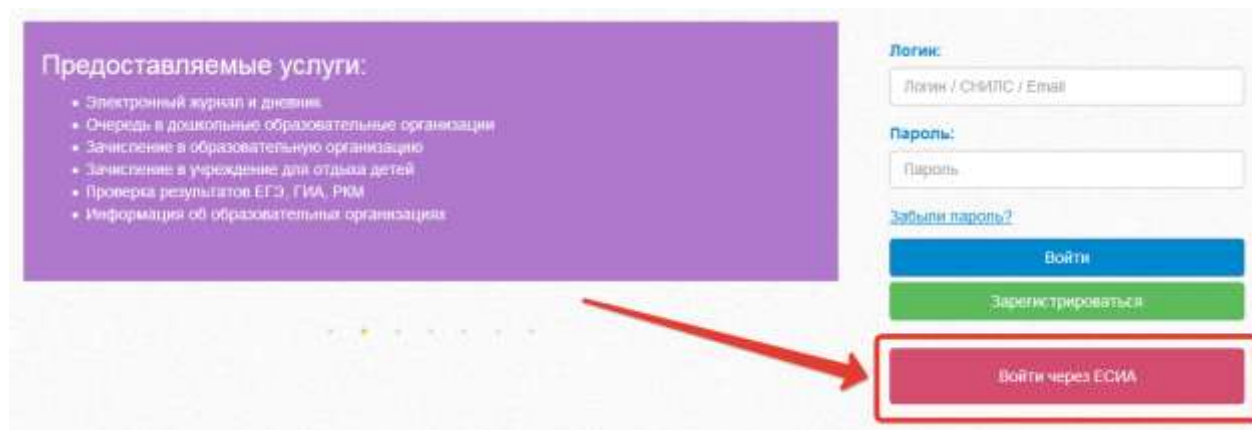 Предоставляемые услуги:
Электронный журнал и дневник
Очередь в дошкольные образовательные организации
Зачисление в образовательную организацию
Зачисление в учреждение для отдыха детей
Проверка результатов ЕГЭ, ГИА, РКМ
Информация об образовательных организациях
Логин:
Логин / СНИЛС / Email
Пароль:
Пароль
Забыли пароль?
Войти
Зарегистрироваться
Войти через ЕСИА